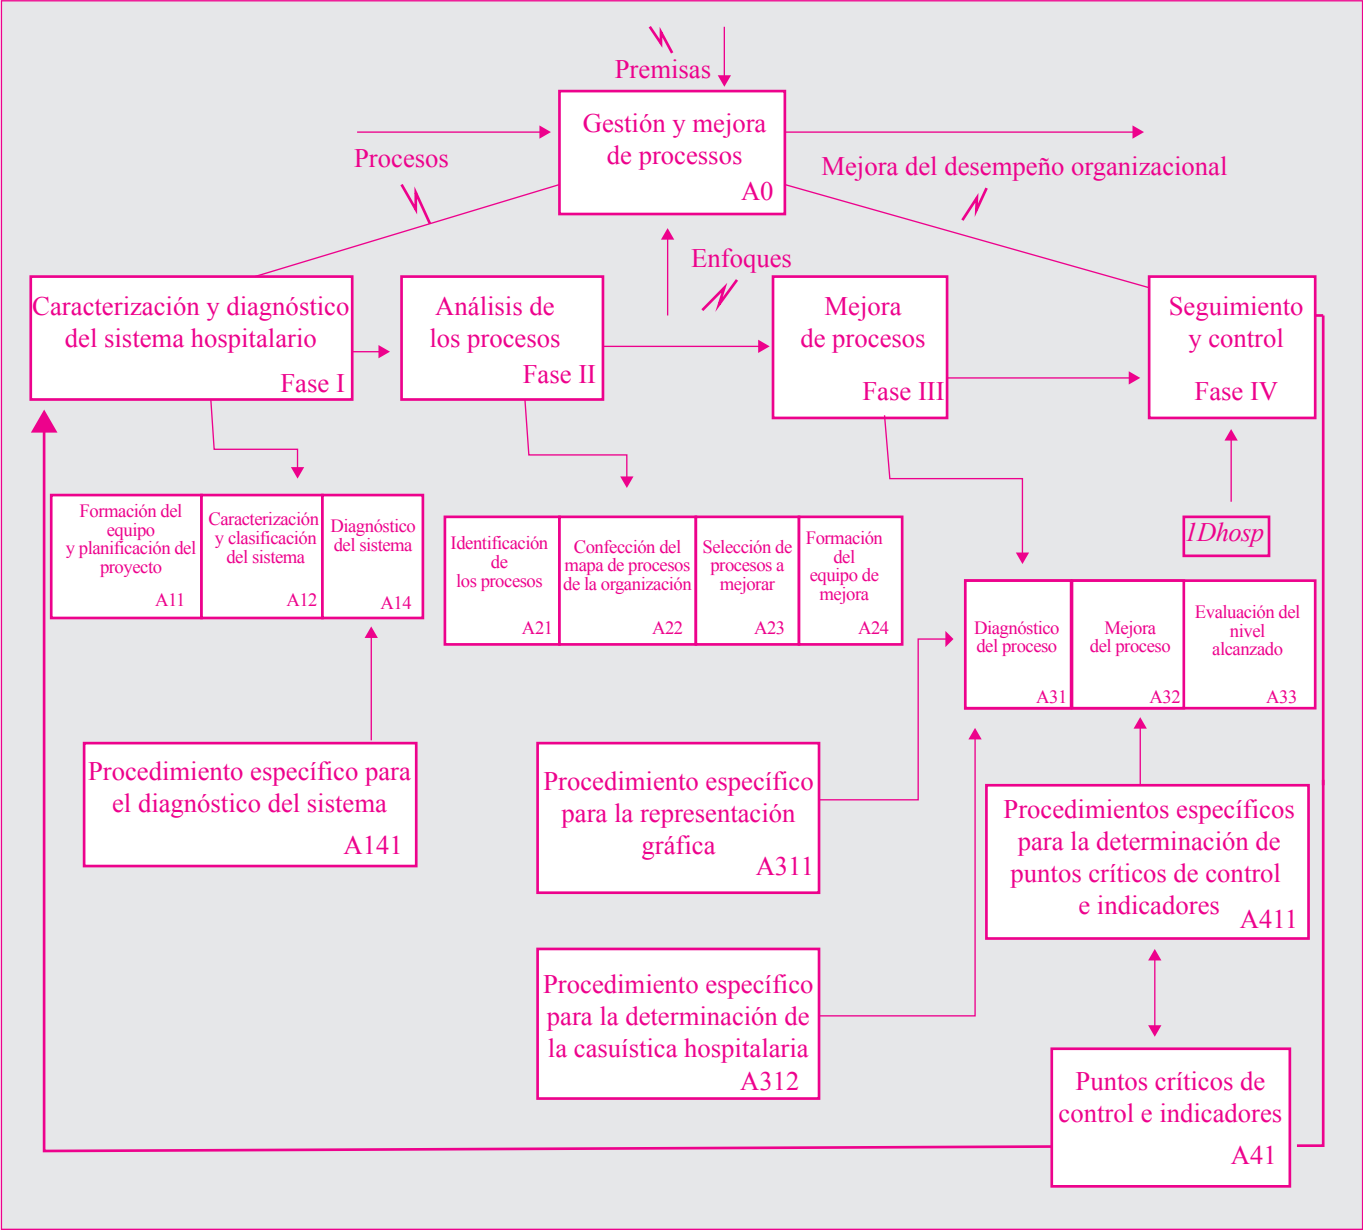 Premisas
Gestión y mejora
de processos
A0
Procesos
Mejora del desempeño organizacional
Enfoques
Caracterización y diagnóstico
del sistema hospitalario
Fase I
Análisis de
los procesos
Fase II
Mejora
de procesos
Fase III
Seguimiento
y control
Fase IV
Formación del
equipo
y planificación del
proyecto
A11
Caracterización
y clasificación
del sistema
A12
Diagnóstico
del sistema
A14
Identificación
de
los procesos
A21
Confección del
mapa de procesos
de la organización
A22
Selección de
procesos a
mejorar
A23
Formación
del
equipo de
mejora
A24
1Dhosp
Diagnóstico
del proceso
A31
Mejora
del proceso
A32
Evaluación del
nivel
alcanzado
A33
Procedimiento específico para
el diagnóstico del sistema
A141
Procedimiento específico
para la representación
gráfica
A311
Procedimientos específicos
para la determinación de
puntos críticos de control
e indicadores
A411
Procedimiento específico
para la determinación de
la casuística hospitalaria
A312
Puntos críticos de
control e indicadores
A41